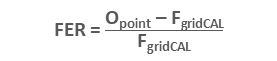 FER = O_point – F_gridCAL
F_gridCAL